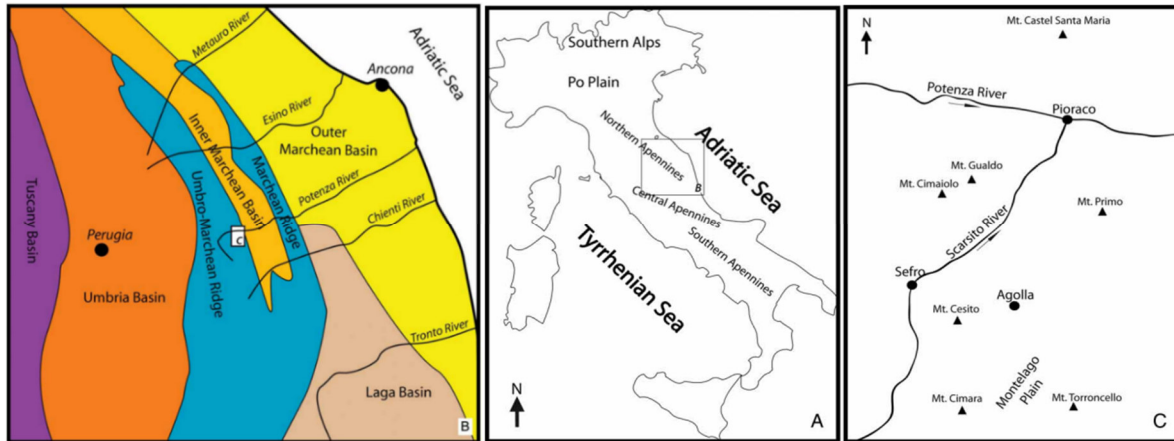 Metauro River
Ancona
Adriatic Sea
Esino River
Inner Marchean Basin
Outer
Marchean Basin
Marchean Ridge
Tuscany Basin
Umbro-Marchean Ridge
Potenza River
Chienti River
Perugia
C
Umbria Basin
Tronto River
Laga Basin
B
Southern Alps
Po Plain
Northern Apennines
Adriatic Sea
B
Central Apennines
Southern Apennines
Tyrrhenian Sea
N
A
N
Mt. Castel Santa Maria
Potenza River
Pioraco
Mt. Gualdo
Mt. Cimaiolo
Mt. Primo
Scarsito River
Sefro
Agolla
Mt. Cesito
Montelago
Plain
Mt. Cimara
Mt. Torroncello
C